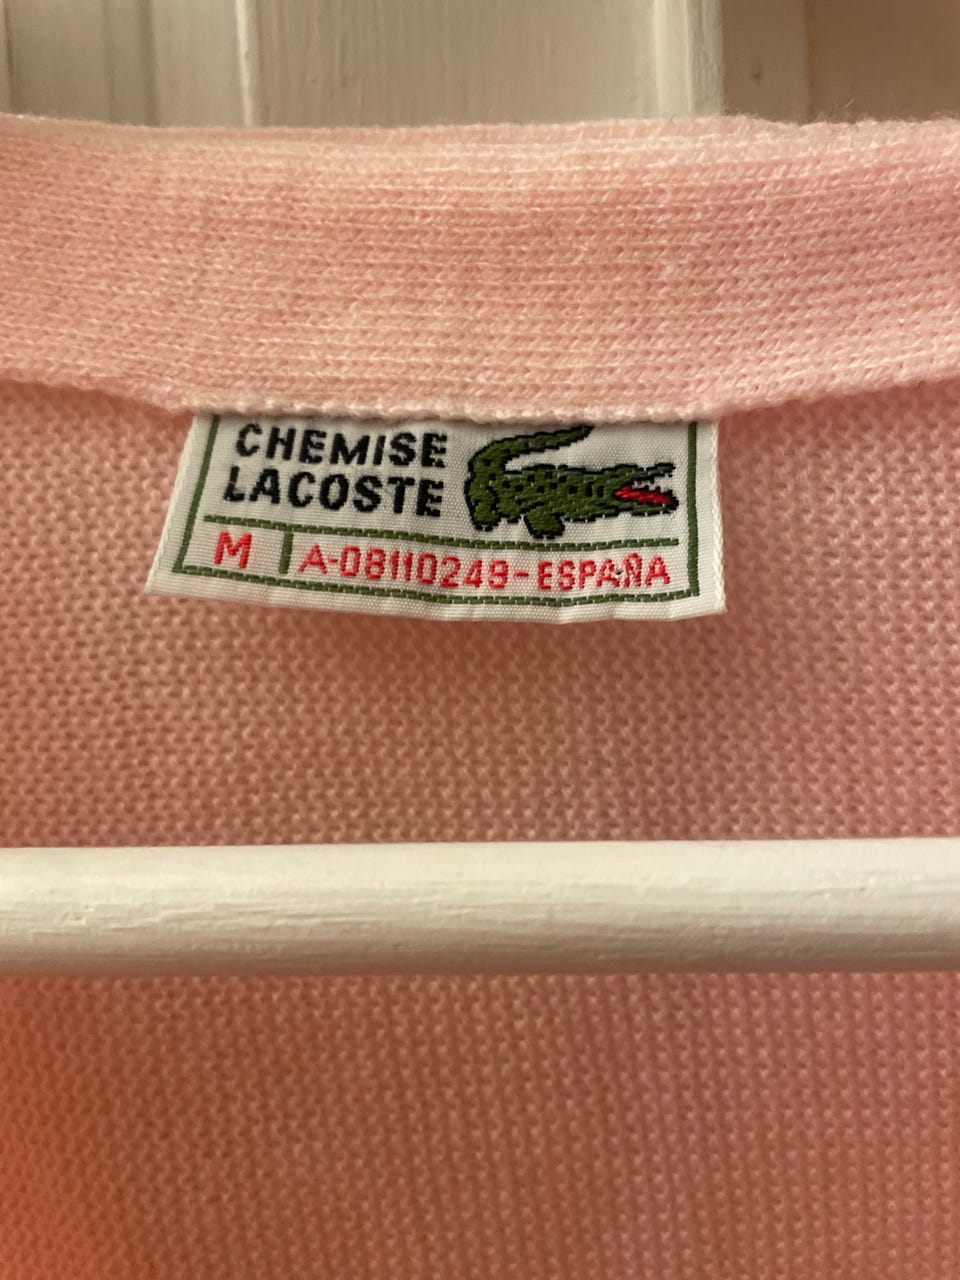 CHEMISE
LACOSTE
M A-08110249-ESPAÑA